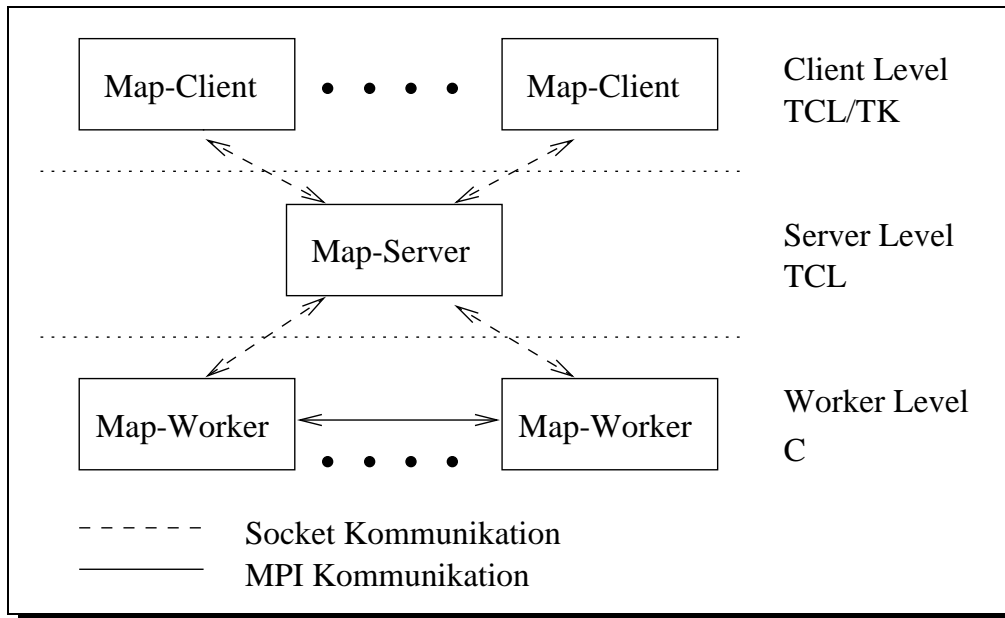 Map-Client
Map-Client
Client Level
TCL/TK
Map-Server
Server Level
TCL
Map-Worker
Map-Worker
Worker Level
C
Socket Kommunikation
MPI Kommunikation